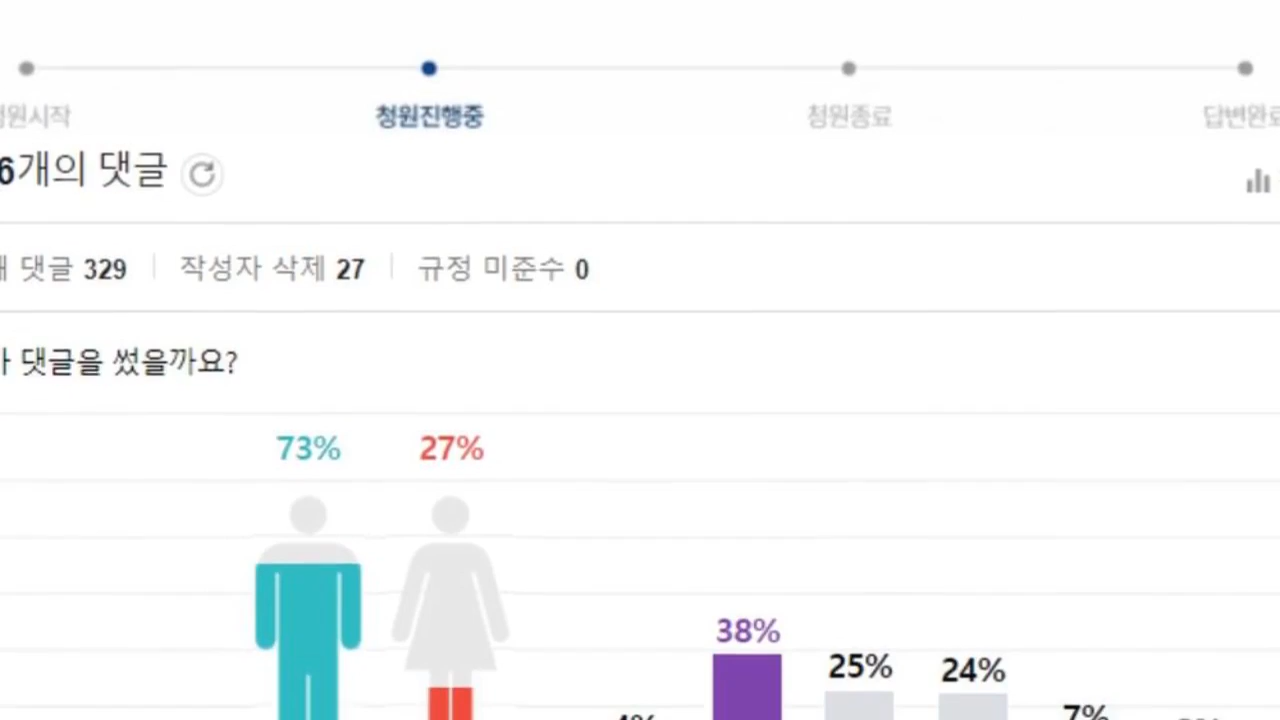 청원진행중 청원종료
6개의 댓글
댓글 329 작성자 삭제 27 규정 미준수 0
댓글을 썼을까요?
73% 27%
38%
25% 24%
7%